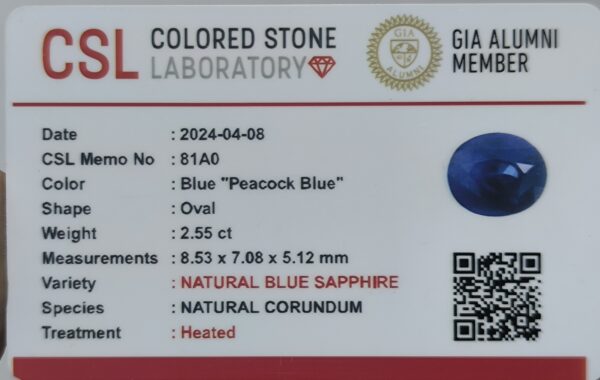 CSL COLORED STONE LABORATORY
GIA ALUMNI MEMBER
GIA
ALUMNI
Date : 2024-04-08
CSL Memo No : 81A0
Color : Blue "Peacock Blue"
Shape : Oval
Weight : 2.55 ct
Measurements : 8.53 x 7.08 x 5.12 mm
Variety : NATURAL BLUE SAPPHIRE
Species : NATURAL CORUNDUM
Treatment : Heated